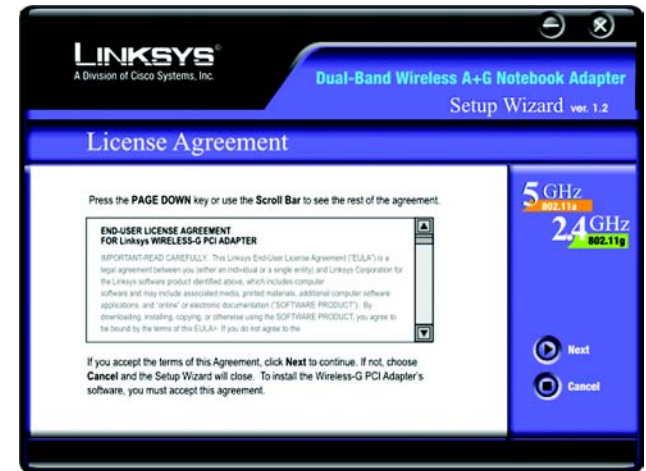 LINKSYS®
A Division of Cisco Systems, Inc.
Dual-Band Wireless A+G Notebook Adapter
Setup Wizard ver. 1.2
License Agreement
Press the PAGE DOWN key or use the Scroll Bar to see the rest of the agreement.
END-USER LICENSE AGREEMENT
FOR Linksys WIRELESS-G PCI ADAPTER
IMPORTANT-READ CAREFULLY: This Linksys End-User License Agreement ("EULA") is a
legal agreement between you (either an individual or a single entity) and Linksys Corporation for
the Linksys software product identified above, which includes computer
software and may include associated media, printed materials, additional computer software
applications, and "online" or electronic documentation ("SOFTWARE PRODUCT"). By
downloading, installing, copying, or otherwise using the SOFTWARE PRODUCT, you agree to
be bound by the terms of this EULA> If you do not agree to the
If you accept the terms of this Agreement, click Next to continue. If not, choose
Cancel and the Setup Wizard will close. To install the Wireless-G PCI Adapter's
software, you must accept this agreement.
5 GHz
802.11a
2.4 GHz
802.11g
Next
Cancel